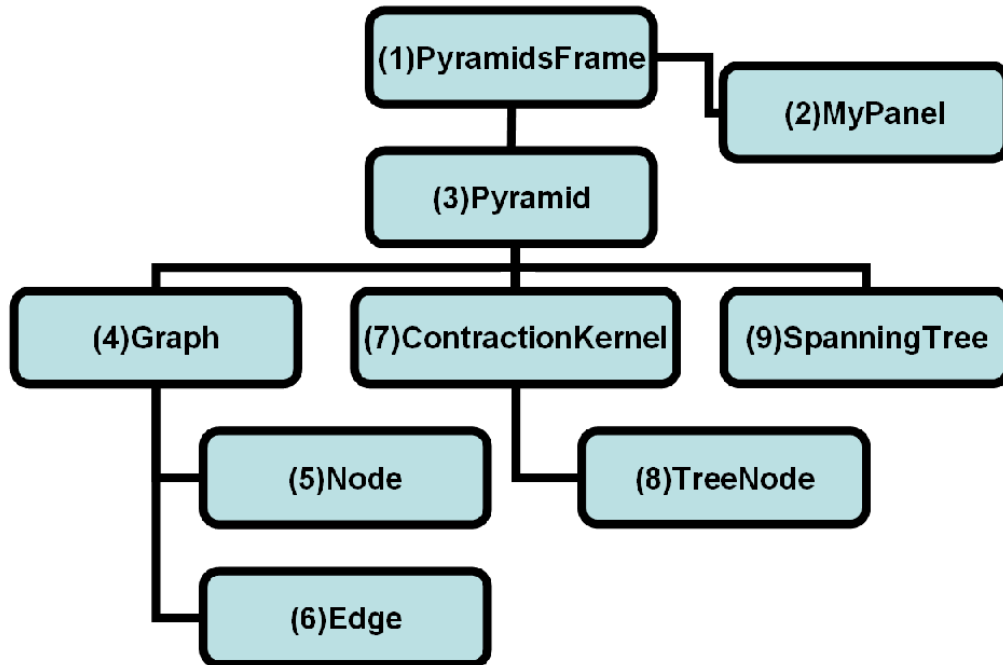 (1)PyramidsFrame
(2)MyPanel
(3)Pyramid
(4)Graph
(7)ContractionKernel
(9)SpanningTree
(5)Node
(8)TreeNode
(6)Edge